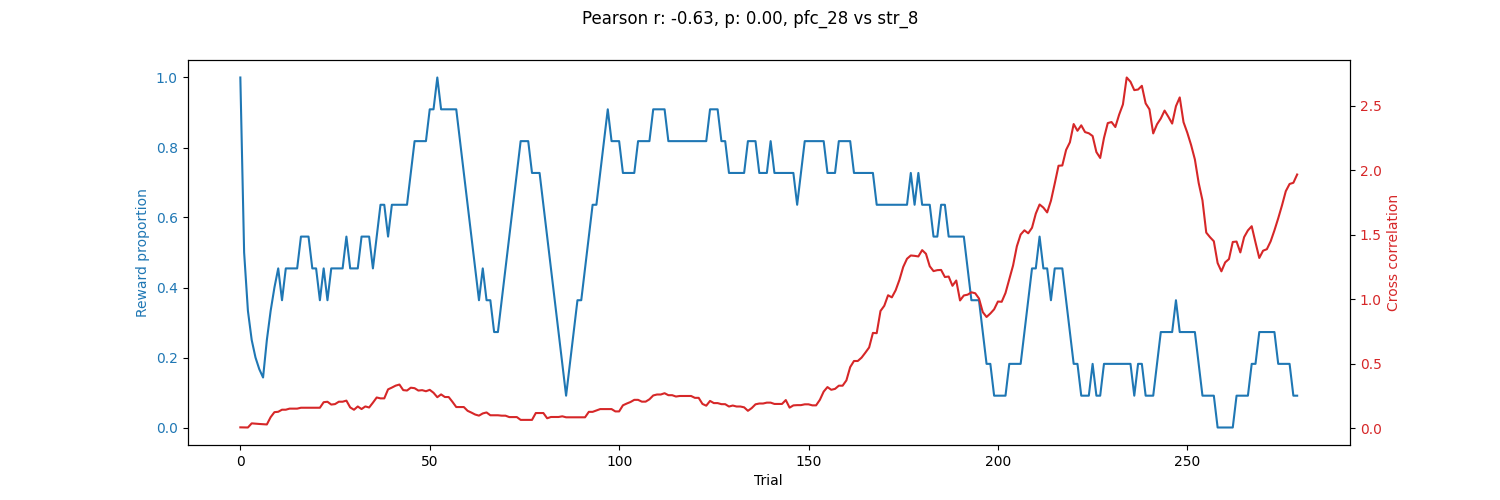 Pearson r: -0.63, p: 0.00, pfc_28 vs str_8
1.0
0.8
0.6
0.4
0.2
0.0
Reward proportion
2.5
2.0
1.5
1.0
0.5
0.0
Cross correlation
0 50 100 150 200 250
Trial